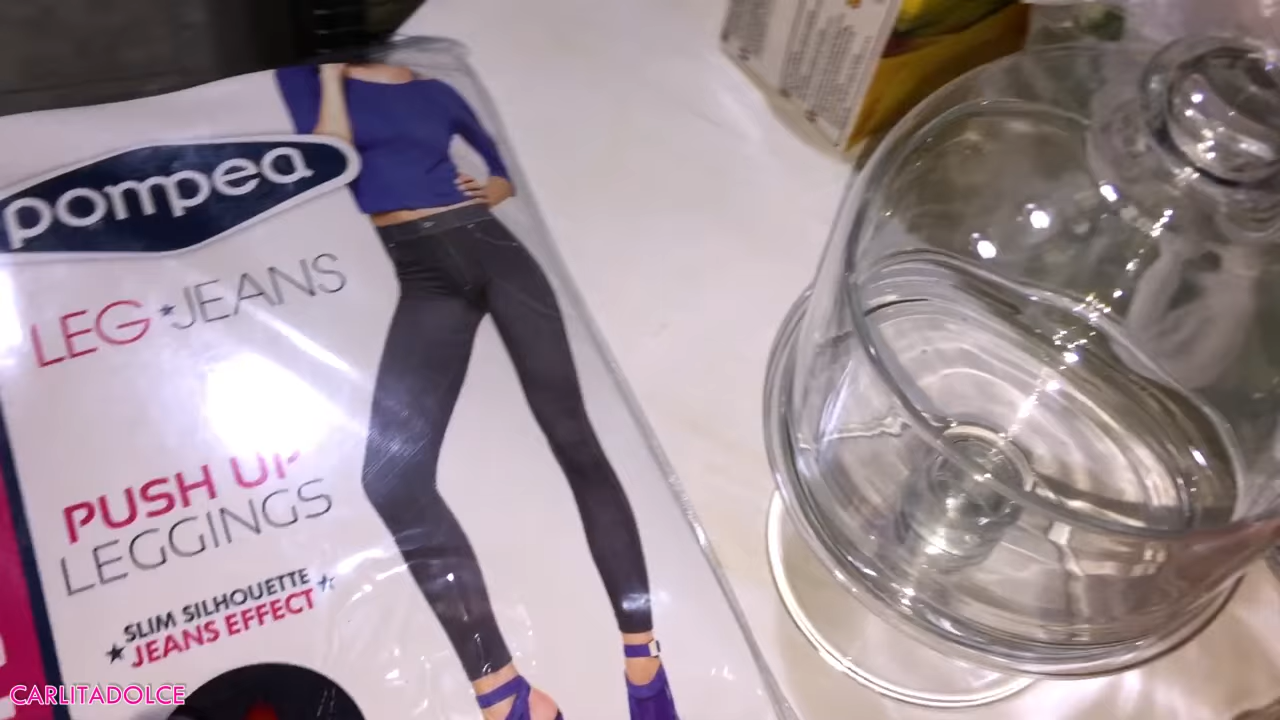 pompea
LEG*JEANS
PUSH UP
LEGGINGS
SLIM SILHOUETTE
JEANS EFFECT
CARLITADOLCE